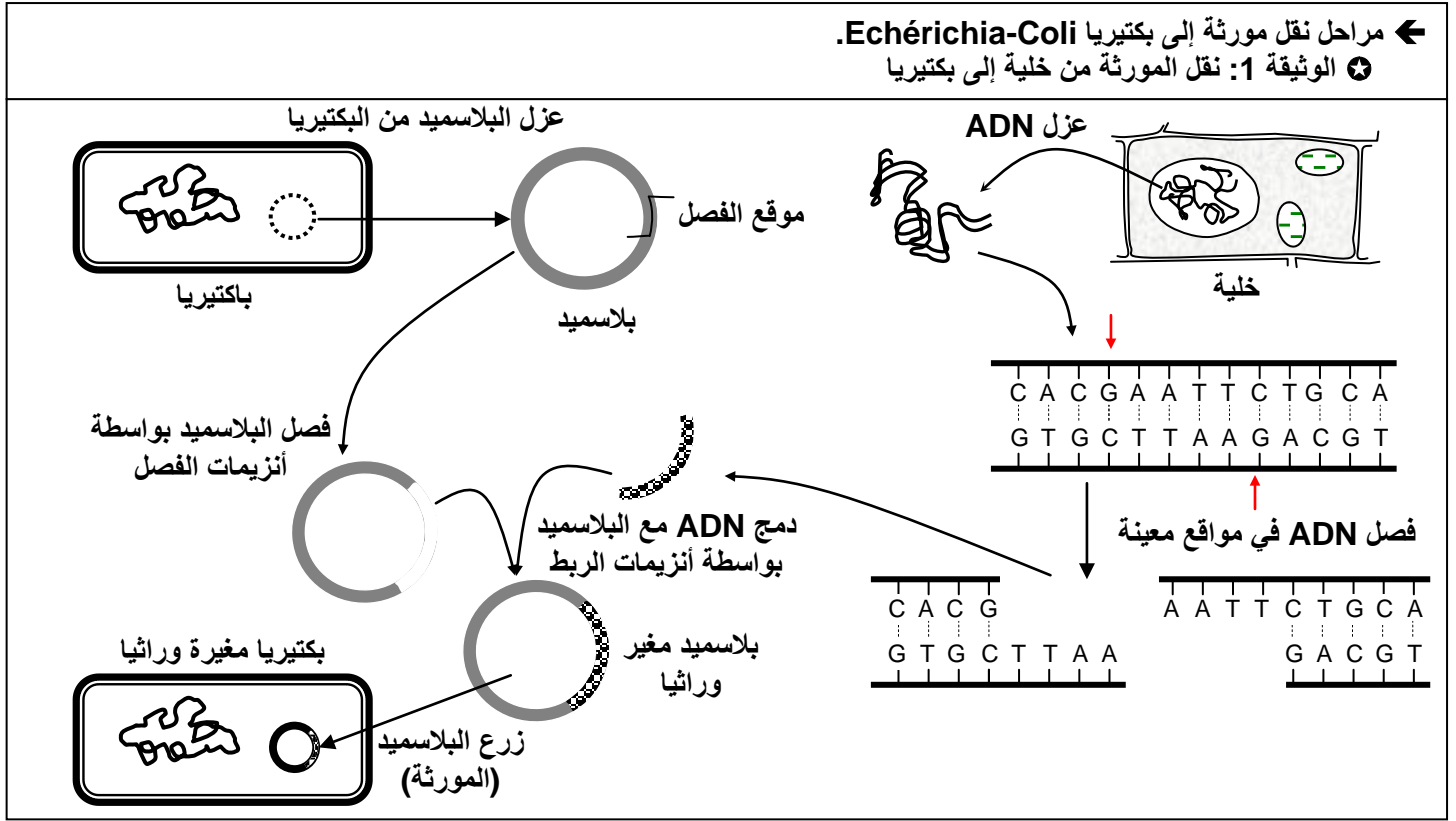 مراحل نقل مورثة إلى بكتيريا Echérichia-Coli.
الوثيقة 1: نقل المورثة من خلية إلى بكتيريا
عزل ADN
خلية
عزل البلاسميد من البكتيريا
باكتيريا
موقع الفصل
بلاسميد
C A C G A A T T C T G C A
G T G C T T A A G A C G T
فصل ADN في مواقع معينة
C A C G
G T G C T T A A
A A T T C T G C A
G A C G T
فصل البلاسميد بواسطة
أنزيمات الفصل
دمج ADN مع البلاسميد
بواسطة أنزيمات الربط
بلاسميد مغير
وراثيا
بكتيريا مغيرة وراثيا
زرع البلاسميد
(المورثة)